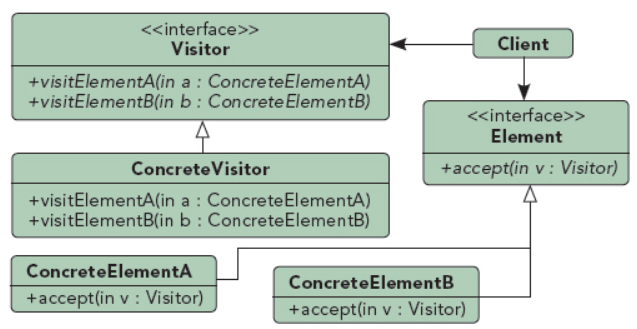 <<interface>>
Visitor
+visitElementA(in a : ConcreteElementA)
+visitElementB(in b : ConcreteElementB)
Client
<<interface>>
Element
+accept(in v : Visitor)
ConcreteVisitor
+visitElementA(in a : ConcreteElementA)
+visitElementB(in b : ConcreteElementB)
ConcreteElementA
+accept(in v : Visitor)
ConcreteElementB
+accept(in v : Visitor)